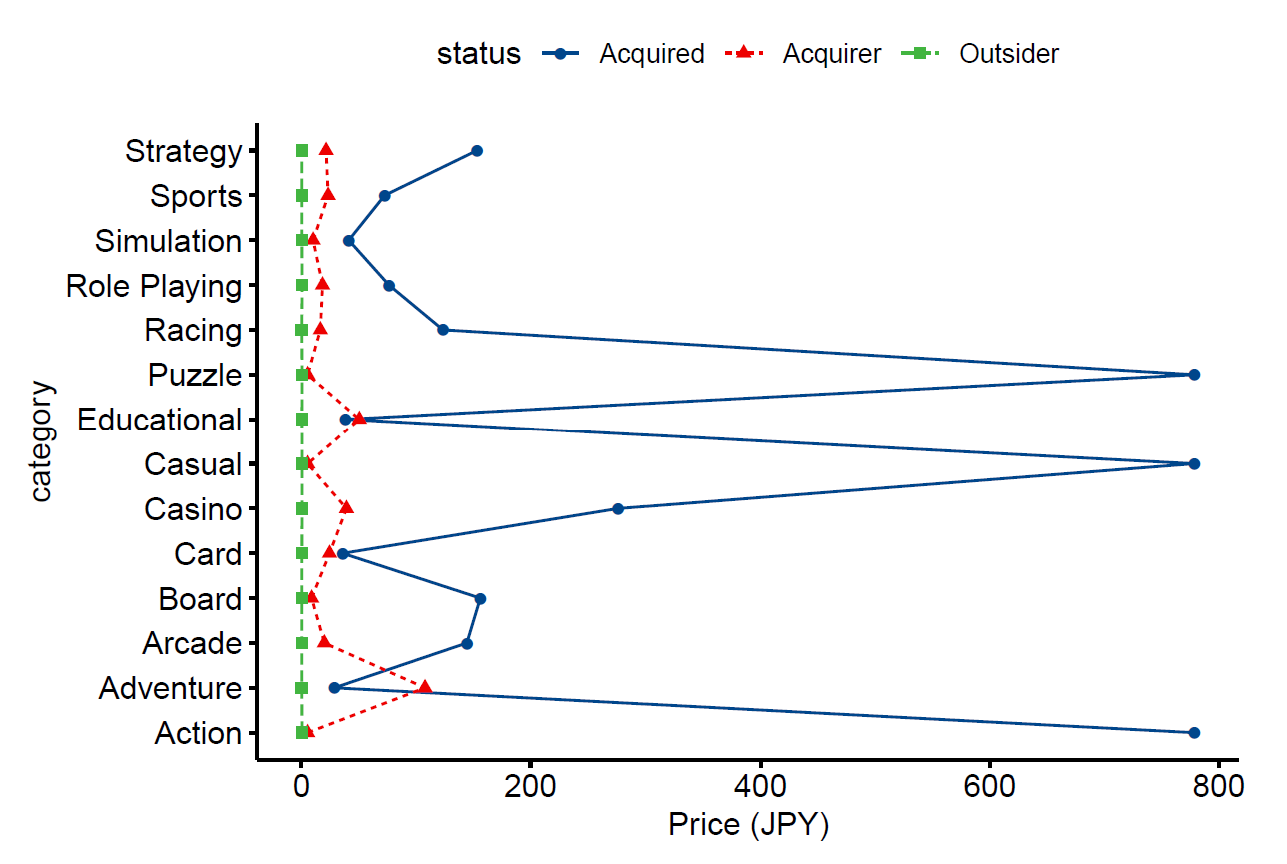 status Acquired Acquirer Outsider
Strategy
Sports
Simulation
Role Playing
Racing
Puzzle
Educational
Casual
Casino
Card
Board
Arcade
Adventure
Action
category
0 200 400 600 800
Price (JPY)